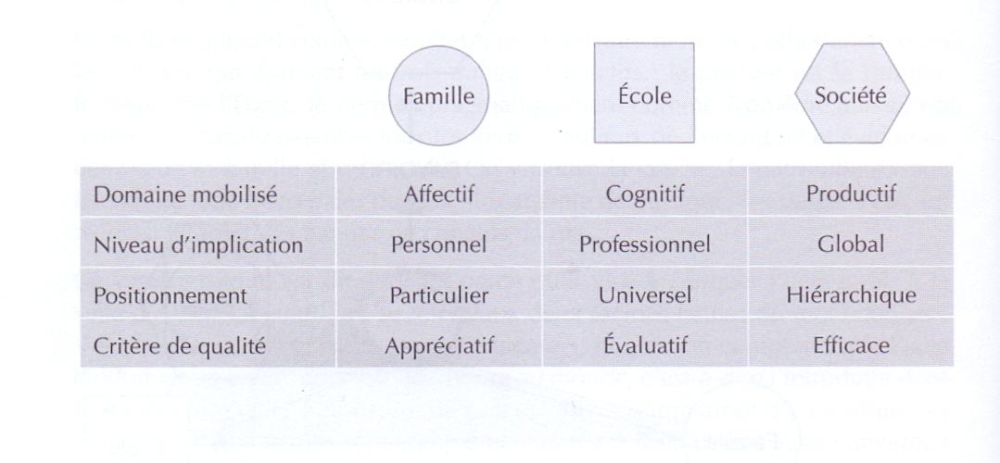 Famille École Société
Domaine mobilisé Affectif Cognitif Productif
Niveau d’implication Personnel Professionnel Global
Positionnement Particulier Universel Hiérarchique
Critère de qualité Appréciatif Évaluatif Efficace